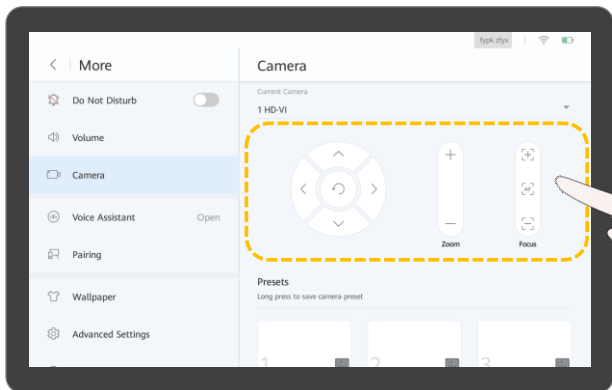 fypk zfyx
More
Camera
Do Not Disturb
Volume
Camera
Voice Assistant Open
Pairing
Wallpaper
Advanced Settings
Current Camera
1 HD-VI
AF
Zoom
Focus
Presets
Long press to save camera preset
1
2
3